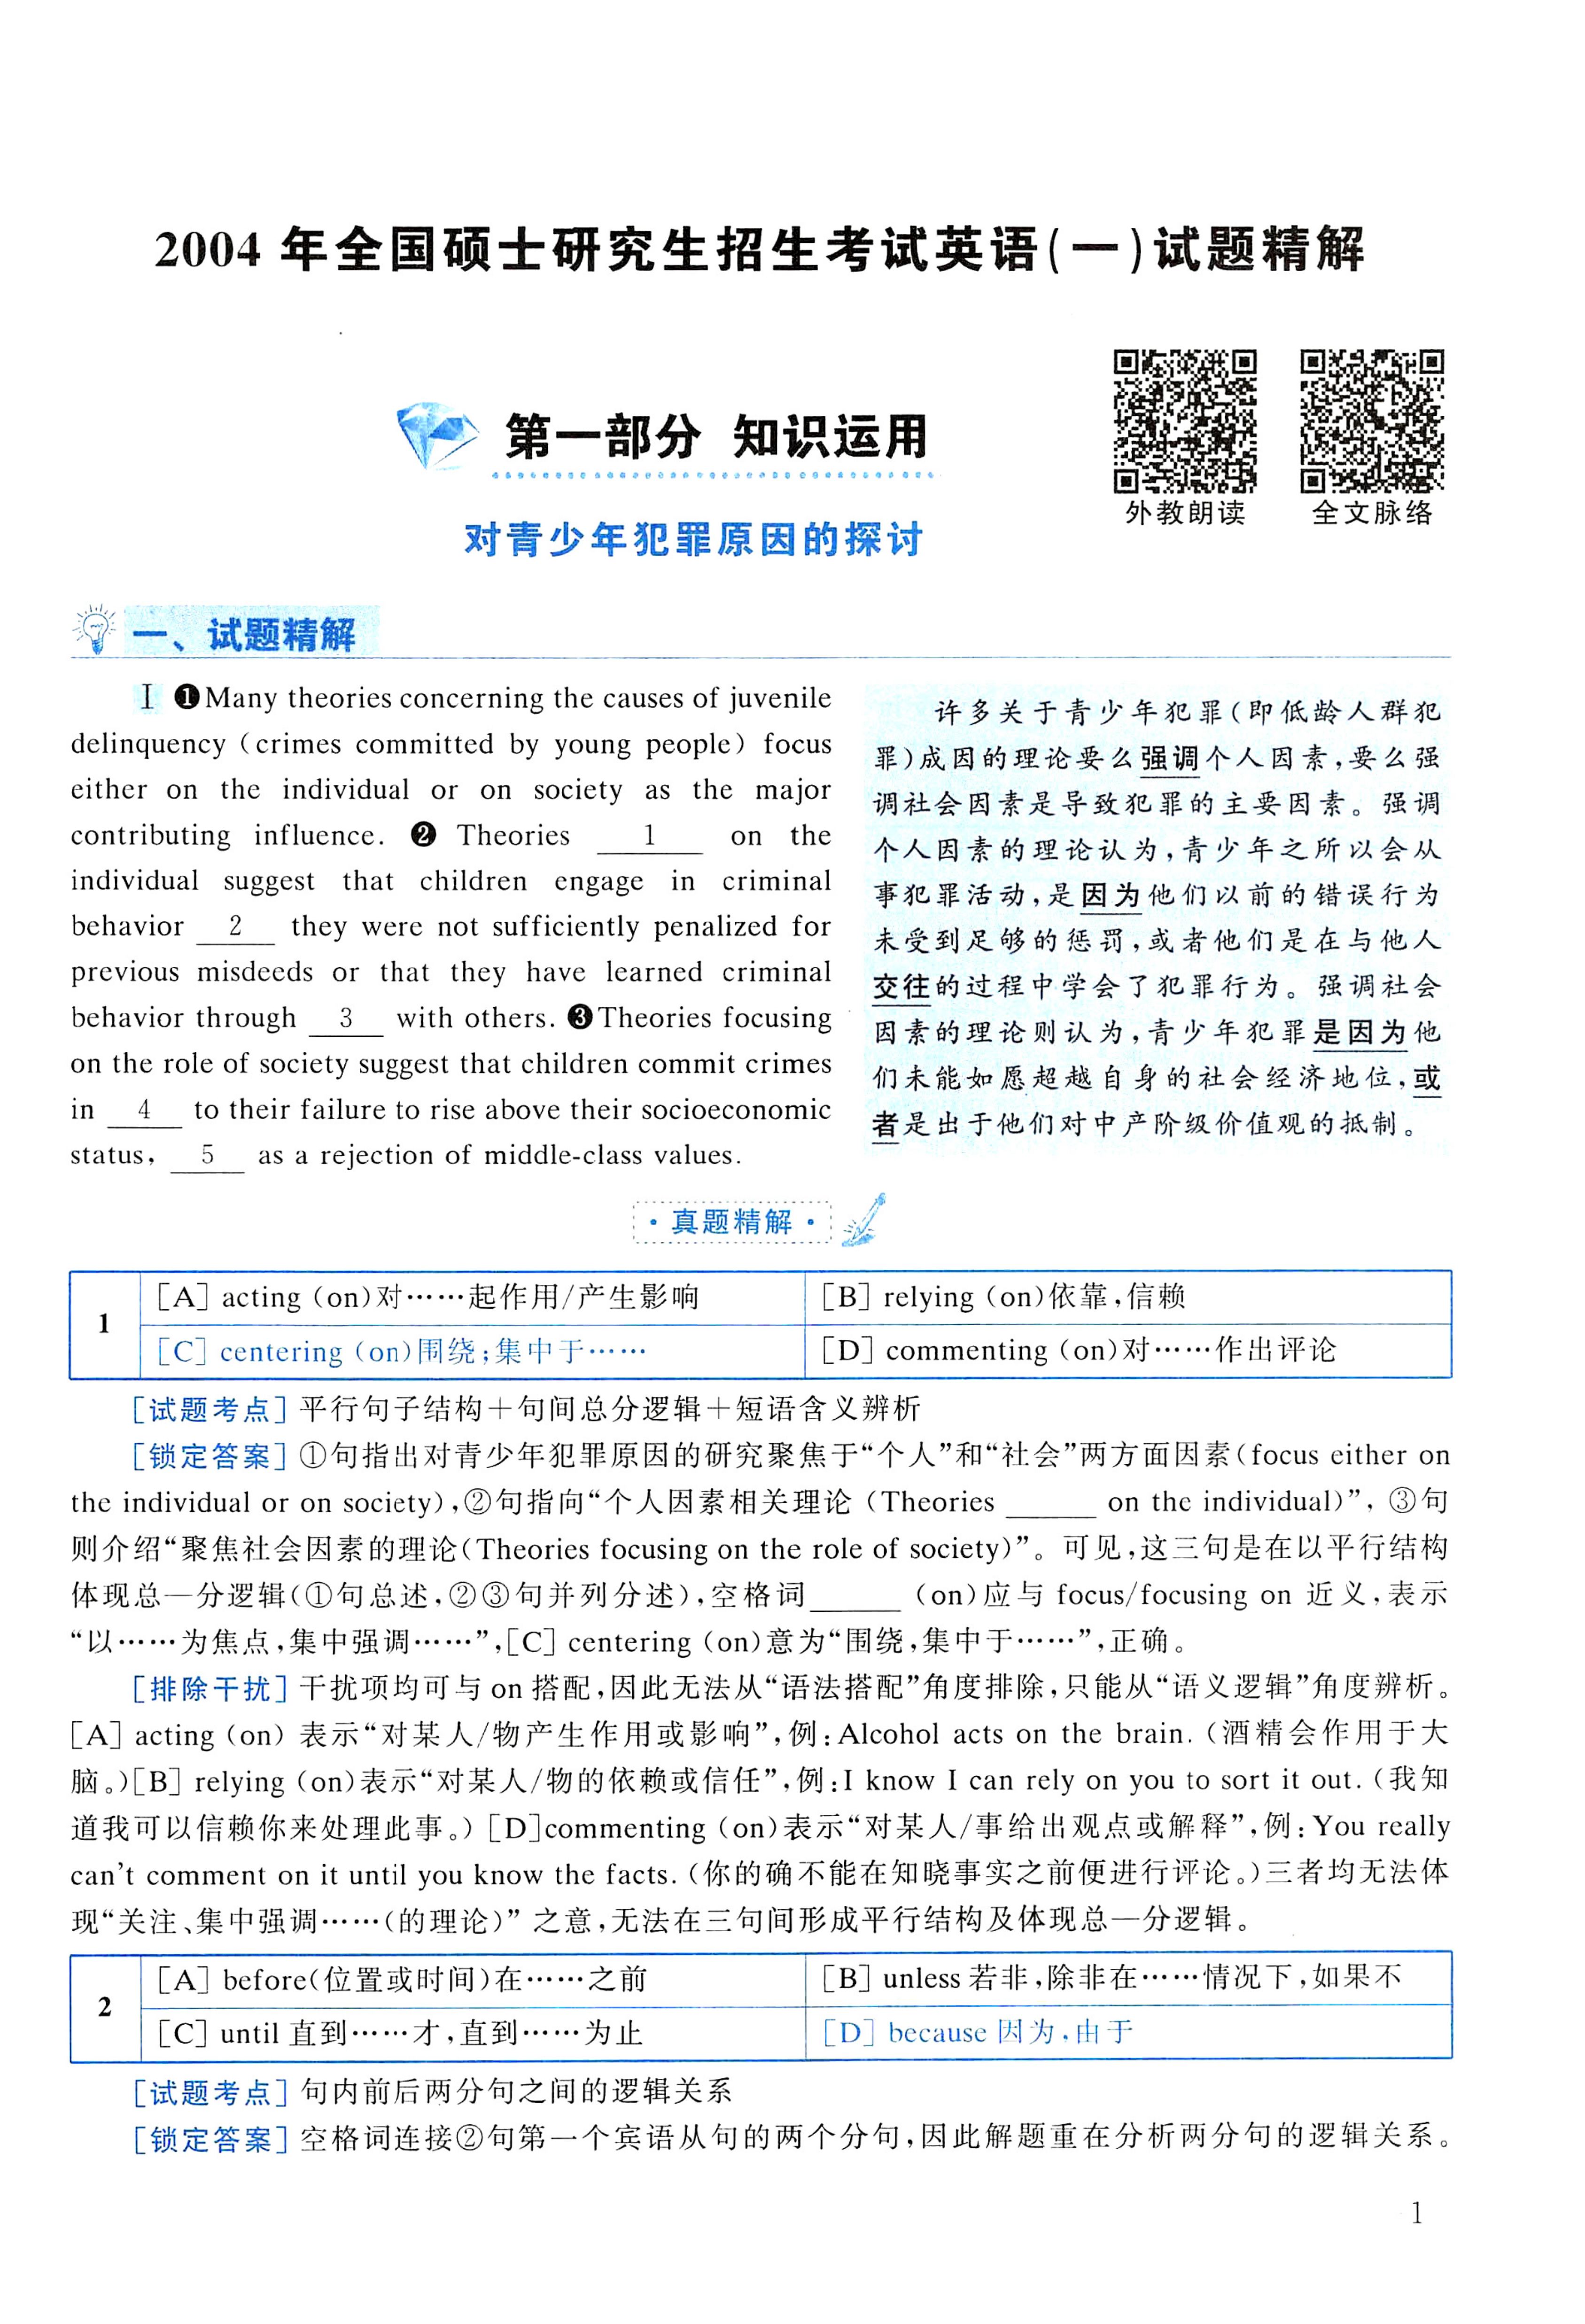 2004 年全国硕士研究生招生考试英语(一)试题精解
第一部分 知识运用
外教朗读
全文脉络
对青少年犯罪原因的探讨
一、试题精解
Ⅰ ❶Many theories concerning the causes of juvenile
delinquency (crimes committed by young people) focus
either on the individual or on society as the major
contributing influence. ❷ Theories 1 on the
individual suggest that children engage in criminal
behavior 2 they were not sufficiently penalized for
previous misdeeds or that they have learned criminal
behavior through 3 with others. ❸Theories focusing
on the role of society suggest that children commit crimes
in 4 to their failure to rise above their socioeconomic
status, 5 as a rejection of middle-class values.
许多关于青少年犯罪(即低龄人群犯
罪)成因的理论要么强调个人因素,要么强
调社会因素是导致犯罪的主要因素。强调
个人因素的理论认为,青少年之所以会从
事犯罪活动,是因为他们以前的错误行为
未受到足够的惩罚,或者他们是在与他人
交往的过程中学会了犯罪行为。强调社会
因素的理论则认为,青少年犯罪是因为他
们未能如愿超越自身的社会经济地位,或
者是出于他们对中产阶级价值观的抵制。
·真题精解·
1
[A] acting (on)对……起作用/产生影响
[B] relying (on)依靠,信赖
[C] centering (on)围绕;集中于……
[D] commenting (on)对……作出评论
[试题考点] 平行句子结构+句间总分逻辑+短语含义辨析
[锁定答案] ①句指出对青少年犯罪原因的研究聚焦于“个人”和“社会”两方面因素(focus either on
the individual or on society),②句指向“个人因素相关理论 (Theories ______ on the individual)”, ③句
则介绍“聚焦社会因素的理论(Theories focusing on the role of society)”。可见,这三句是在以平行结构
体现总—分逻辑(①句总述,②③句并列分述),空格词______ (on)应与 focus/focusing on 近义,表示
“以……为焦点,集中强调……”,[C] centering (on)意为“围绕,集中于……”,正确。
[排除干扰] 干扰项均可与 on 搭配,因此无法从“语法搭配”角度排除,只能从“语义逻辑”角度辨析。
[A] acting (on) 表示“对某人/物产生作用或影响”,例:Alcohol acts on the brain.(酒精会作用于大
脑。)[B] relying (on)表示“对某人/物的依赖或信任”,例:I know I can rely on you to sort it out.(我知
道我可以信赖你来处理此事。) [D]commenting (on)表示“对某人/事给出观点或解释”,例:You really
can't comment on it until you know the facts.(你的确不能在知晓事实之前便进行评论。)三者均无法体
现“关注、集中强调……(的理论)” 之意,无法在三句间形成平行结构及体现总—分逻辑。
2
[A] before(位置或时间)在……之前
[B] unless 若非,除非在……情况下,如果不
[C] until 直到……才,直到……为止
[D] because 因为,由于
[试题考点] 句内前后两分句之间的逻辑关系
[锁定答案] 空格词连接②句第一个宾语从句的两个分句,因此解题重在分析两分句的逻辑关系。
1